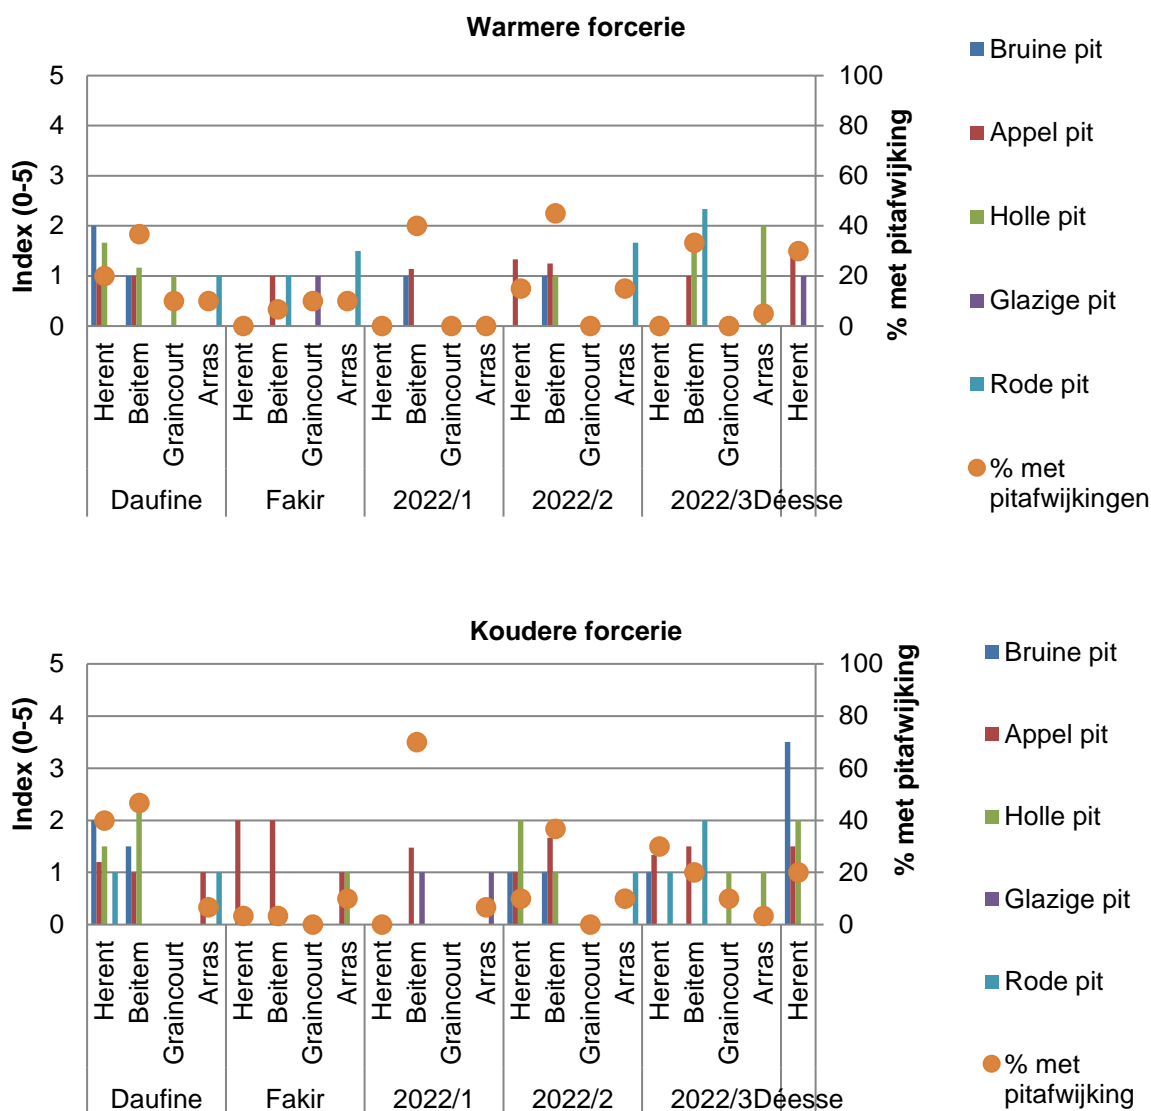 Warmere forcerie
Index (0-5)
5
4
3
2
1
0
100
80
60
40
20
0
% met pitafwijking
Herent
Beitem
Graincourt
Arras
Herent
Beitem
Graincourt
Arras
Herent
Beitem
Graincourt
Arras
Herent
Beitem
Graincourt
Arras
Herent
Beitem
Graincourt
Arras
Herent
Daufine
Fakir
2022/1
2022/2
2022/3
Déesse
Bruine pit
Appel pit
Holle pit
Glazige pit
Rode pit
% met
pitafwijkingen
Koudere forcerie
Index (0-5)
5
4
3
2
1
0
100
80
60
40
20
0
% met pitafwijking
Herent
Beitem
Graincourt
Arras
Herent
Beitem
Graincourt
Arras
Herent
Beitem
Graincourt
Arras
Herent
Beitem
Graincourt
Arras
Herent
Beitem
Graincourt
Arras
Herent
Daufine
Fakir
2022/1
2022/2
2022/3
Déesse
Bruine pit
Appel pit
Holle pit
Glazige pit
Rode pit
% met
pitafwijking